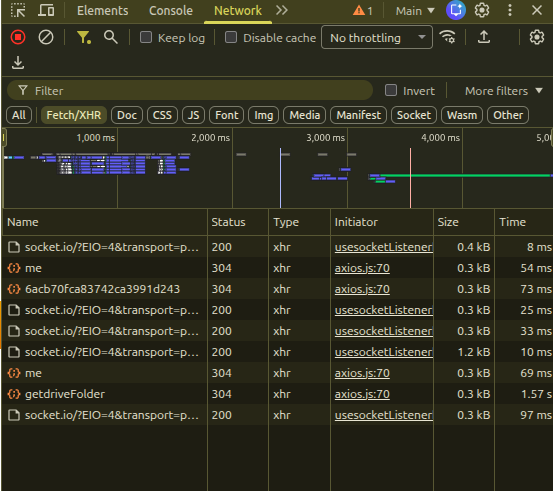 Elements Console Network 1 Main
Keep log Disable cache No throttling
Filter Invert More filters
All Fetch/XHR Doc CSS JS Font Img Media Manifest Socket Wasm Other
1,000 ms 2,000 ms 3,000 ms 4,000 ms 5,0
Name Status Type Initiator Size Time
socket.io/?EIO=4&transport=p... 200 xhr usesocketListener 0.4 kB 8 ms
me 304 xhr axios.js:70 0.3 kB 54 ms
6acb70fca83742ca3991d243 304 xhr axios.js:70 0.3 kB 73 ms
socket.io/?EIO=4&transport=p... 200 xhr usesocketListener 0.3 kB 25 ms
socket.io/?EIO=4&transport=p... 200 xhr usesocketListener 0.3 kB 33 ms
socket.io/?EIO=4&transport=p... 200 xhr usesocketListener 1.2 kB 10 ms
me 304 xhr axios.js:70 0.3 kB 69 ms
getdriveFolder 304 xhr axios.js:70 0.3 kB 1.57 s
socket.io/?EIO=4&transport=p... 200 xhr usesocketListener 0.3 kB 97 ms